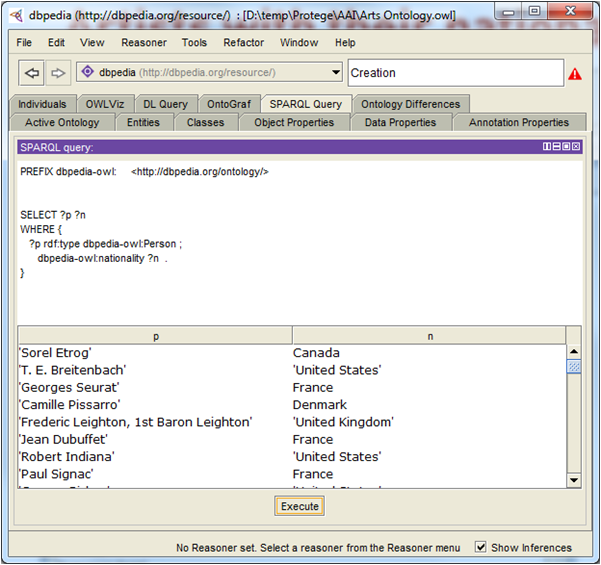 dbpedia (http://dbpedia.org/resource/) : [D:\temp\Protege\AAI\Arts Ontology.owl]
File Edit View Reasoner Tools Refactor Window Help
dbpedia (http://dbpedia.org/resource/) Creation
Individuals OWLViz DL Query OntoGraf SPARQL Query Ontology Differences
Active Ontology Entities Classes Object Properties Data Properties Annotation Properties
SPARQL query:
PREFIX dbpedia-owl: <http://dbpedia.org/ontology/>
SELECT ?p ?n
WHERE {
?p rdf:type dbpedia-owl:Person ;
dbpedia-owl:nationality ?n .
}
p n
'Sorel Etrog' Canada
'T. E. Breitenbach' 'United States'
'Georges Seurat' France
'Camille Pissarro' Denmark
'Frederic Leighton, 1st Baron Leighton' 'United Kingdom'
'Jean Dubuffet' France
'Robert Indiana' 'United States'
'Paul Signac' France
Execute
No Reasoner set. Select a reasoner from the Reasoner menu Show Inferences